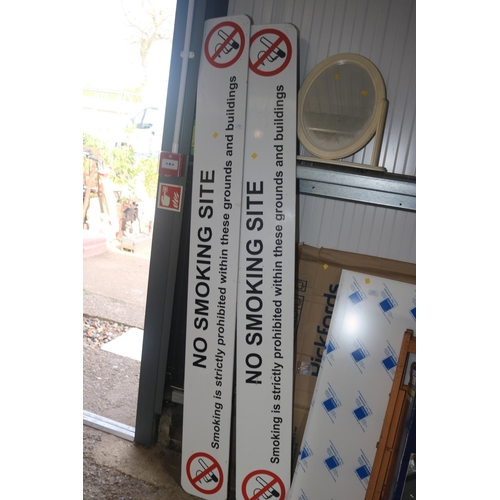 NO SMOKING SITE
Smoking is strictly prohibited within these grounds and buildings
NO SMOKING SITE
Smoking is strictly prohibited within these grounds and buildings
Pickfords